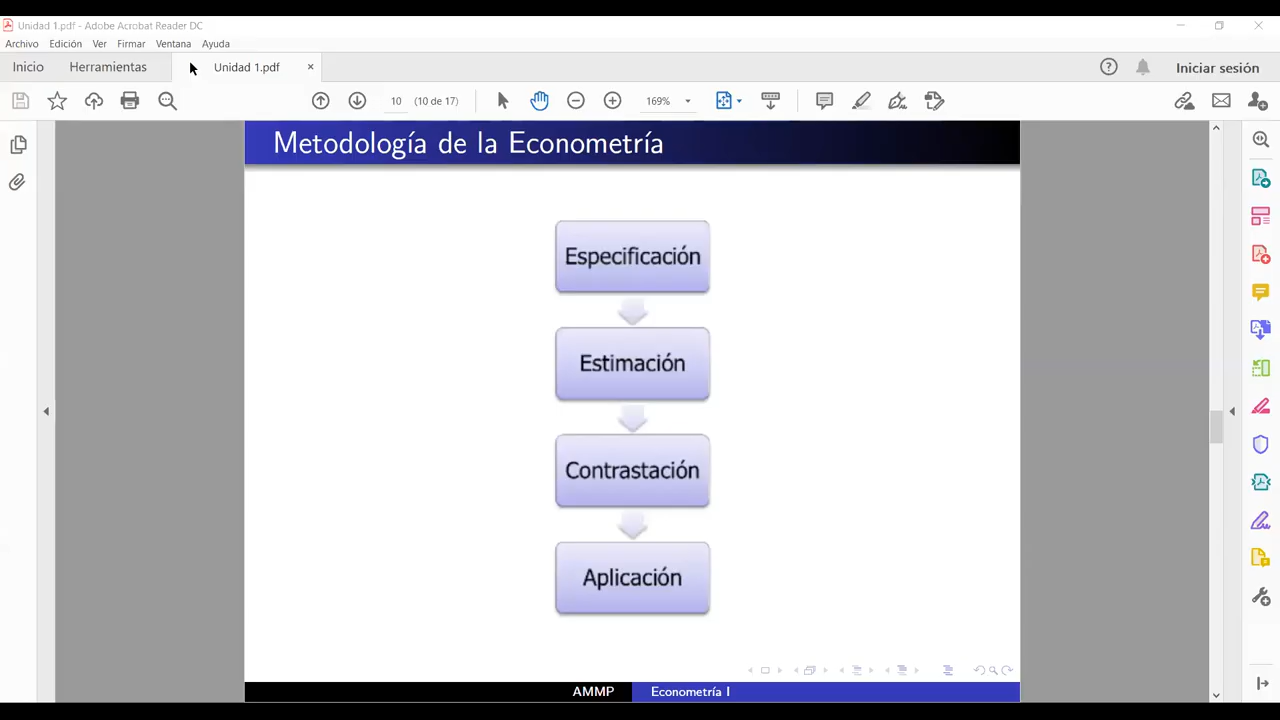 Unidad 1.pdf - Adobe Acrobat Reader DC
Archivo Edición Ver Firmar Ventana Ayuda
Inicio Herramientas Unidad 1.pdf × Iniciar sesión
10 (10 de 17) 169%
Metodología de la Econometría
Especificación
Estimación
Contrastación
Aplicación
AMMP Econometría I